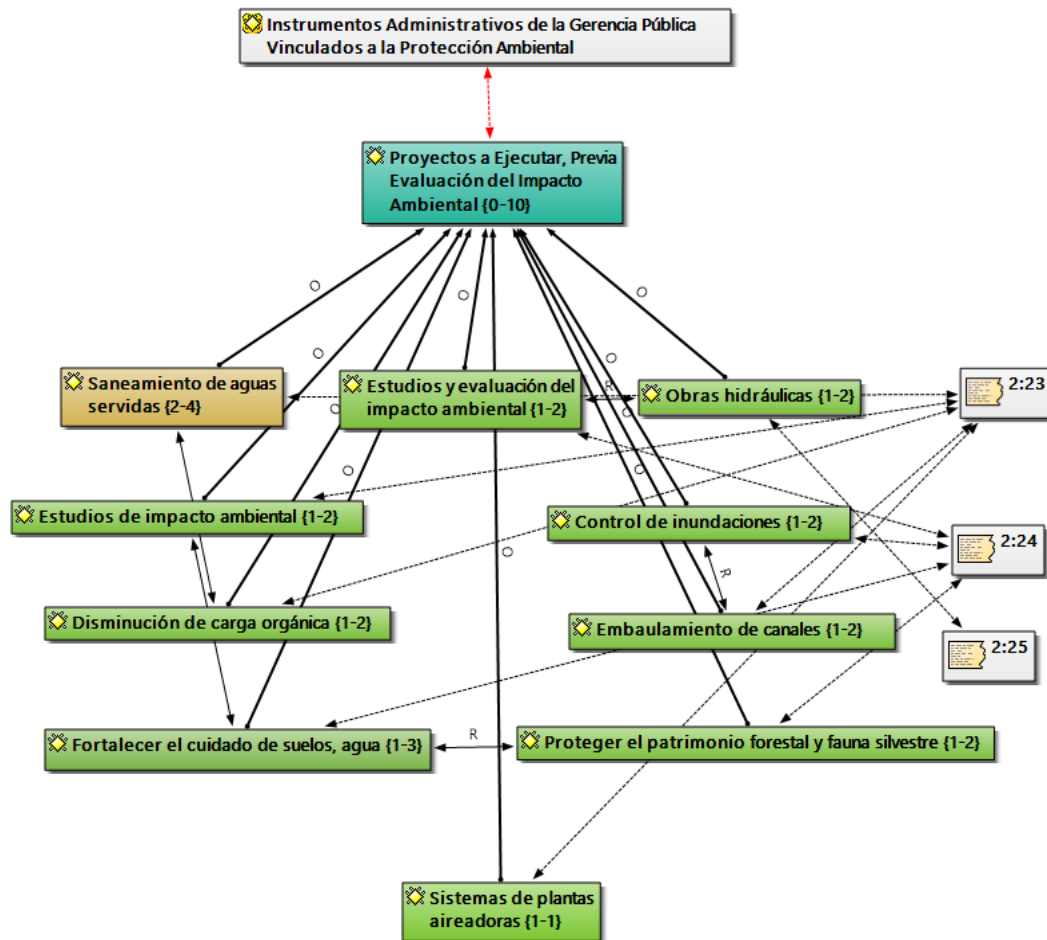 Instrumentos Administrativos de la Gerencia Pública
Vinculados a la Protección Ambiental
Proyectos a Ejecutar, Previa
Evaluación del Impacto
Ambiental {0-10}
O
O
O
O
O
O
O
O
O
O
Saneamiento de aguas
servidas {2-4}
Estudios y evaluación del
impacto ambiental {1-2}
R
Obras hidráulicas {1-2}
2:23
Estudios de impacto ambiental {1-2}
Control de inundaciones {1-2}
2:24
R
Disminución de carga orgánica {1-2}
Embaulamiento de canales {1-2}
2:25
Fortalecer el cuidado de suelos, agua {1-3}
R
Proteger el patrimonio forestal y fauna silvestre {1-2}
Sistemas de plantas
aireadoras {1-1}